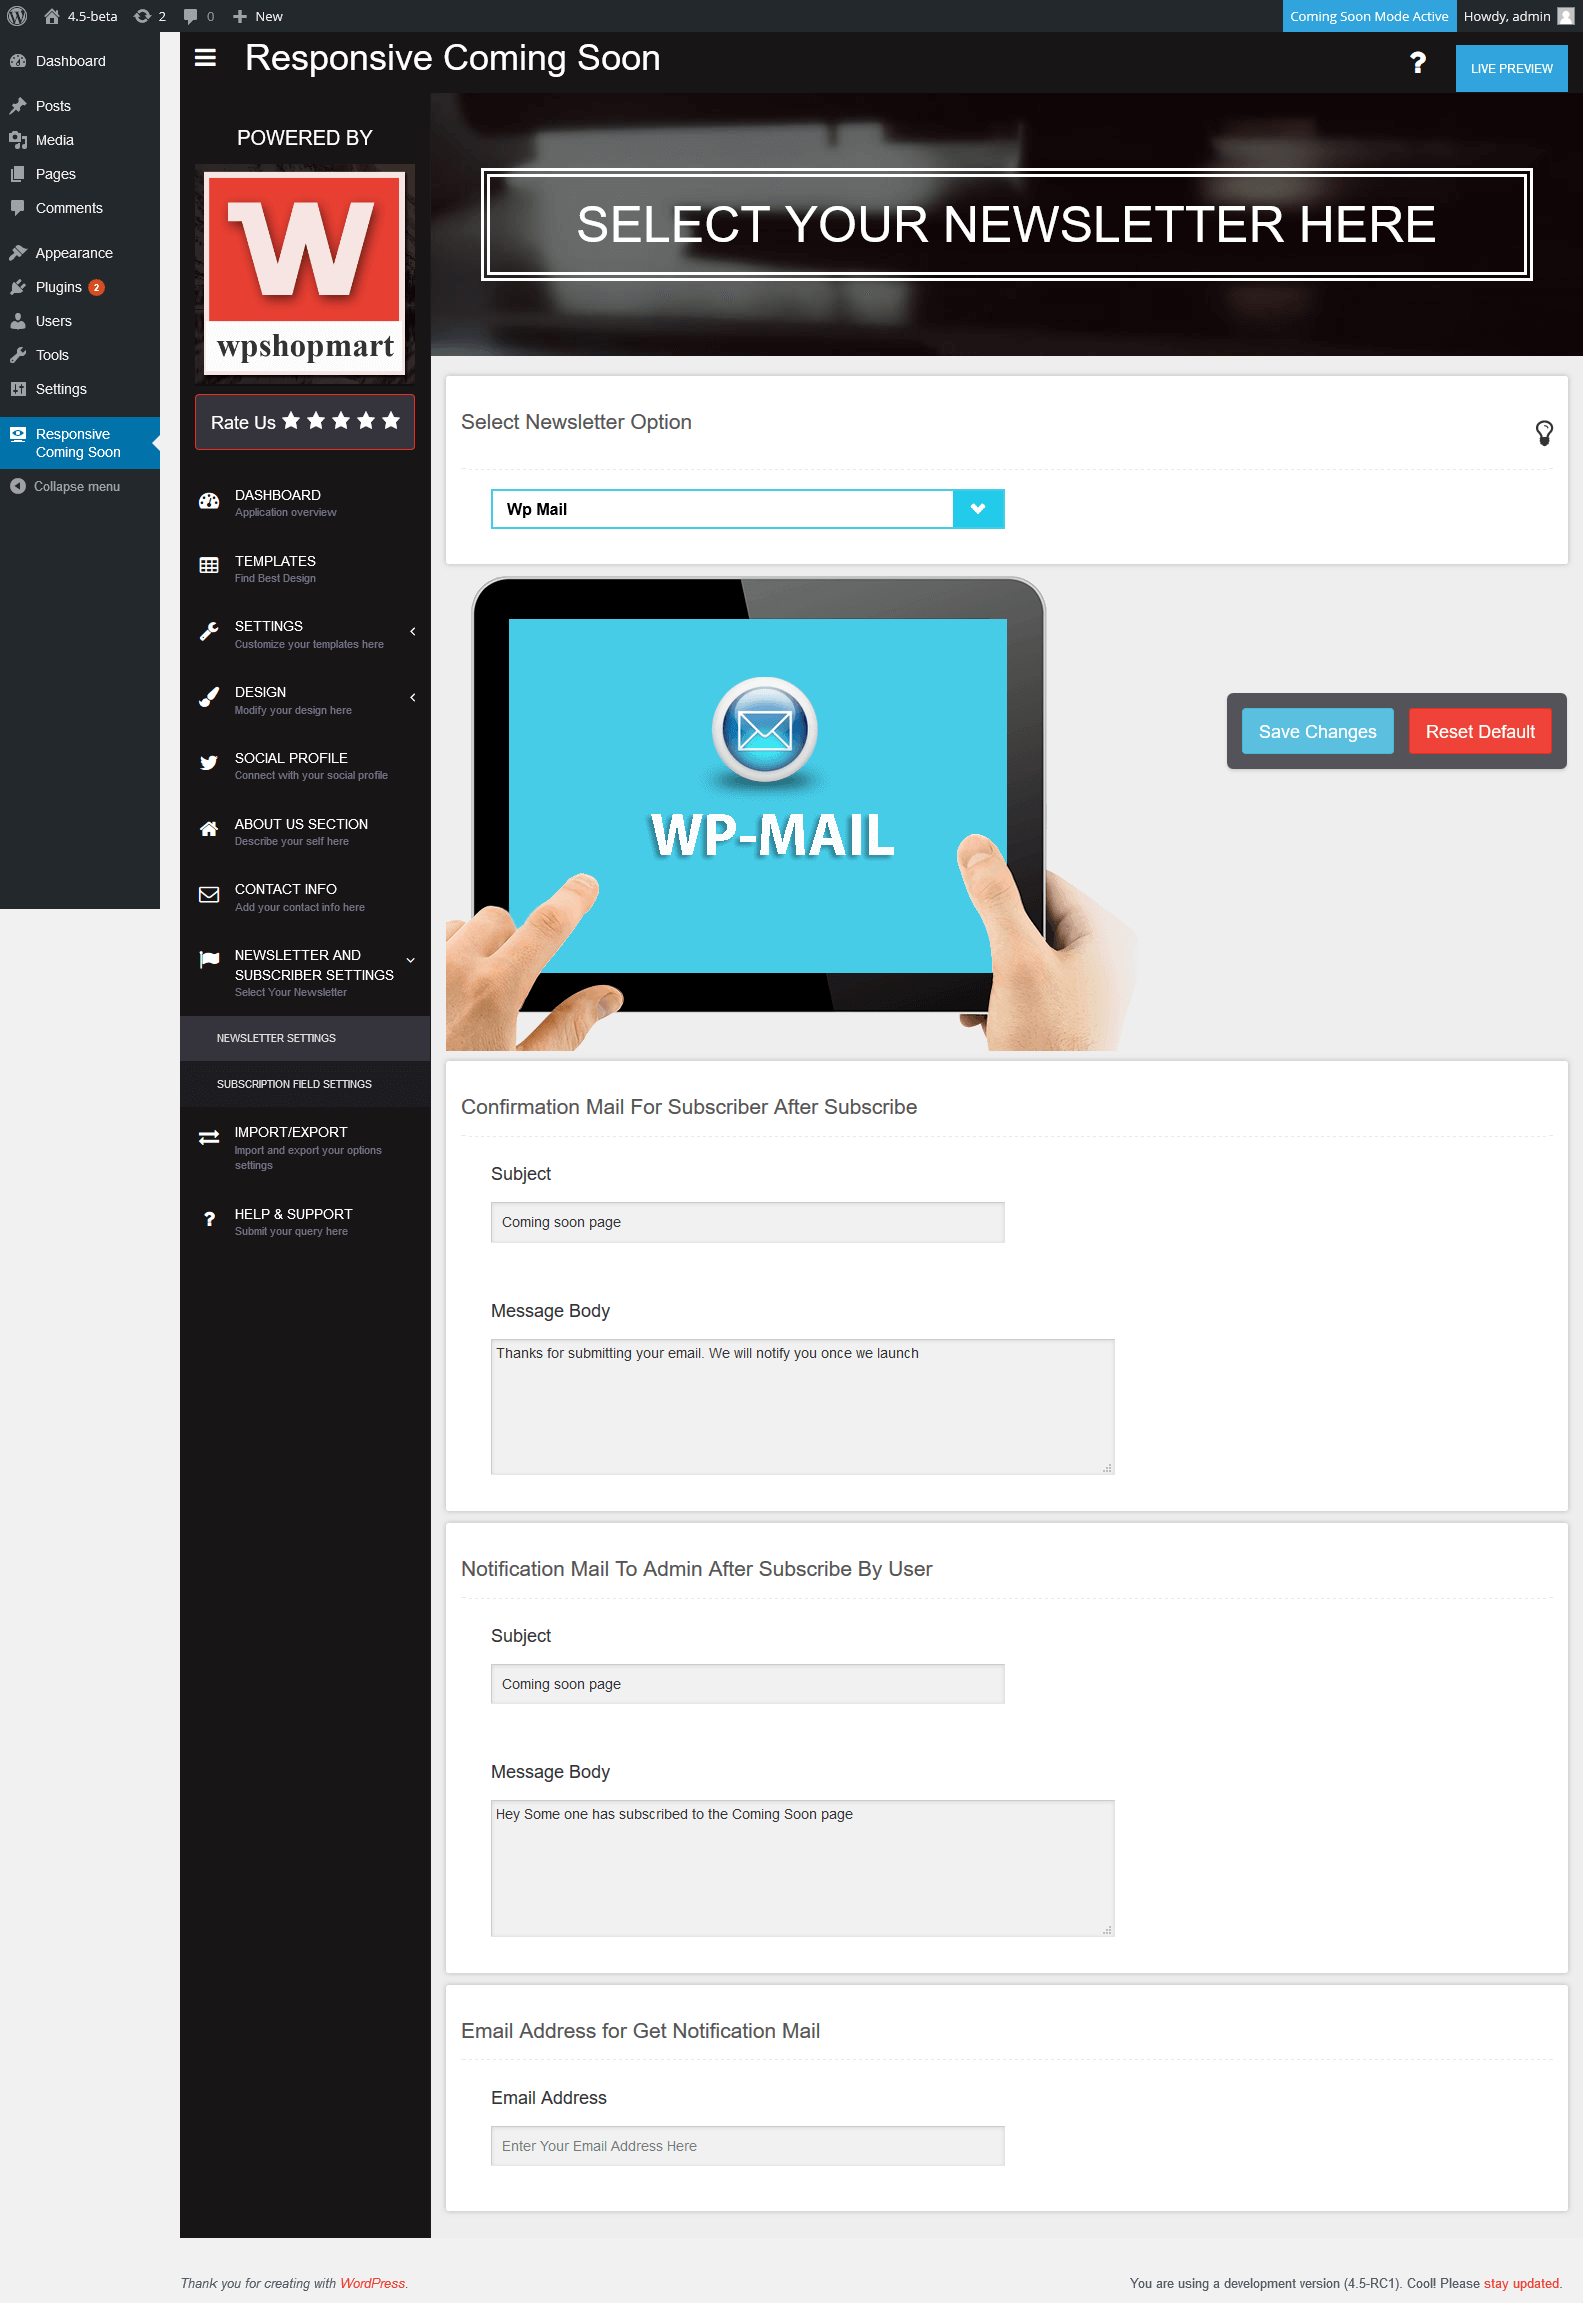 4.5-beta 2 0 New Coming Soon Mode Active Howdy, admin
Dashboard
Posts
Media
Pages
Comments
Appearance
Plugins 2
Users
Tools
Settings
Responsive
Coming Soon
Collapse menu
Responsive Coming Soon ? LIVE PREVIEW
POWERED BY
W
wpshopmart
Rate Us
DASHBOARD
Application overview
TEMPLATES
Find Best Design
SETTINGS
Customize your templates here
DESIGN
Modify your design here
SOCIAL PROFILE
Connect with your social profile
ABOUT US SECTION
Describe your self here
CONTACT INFO
Add your contact info here
NEWSLETTER AND
SUBSCRIBER SETTINGS
Select Your Newsletter
NEWSLETTER SETTINGS
SUBSCRIPTION FIELD SETTINGS
IMPORT/EXPORT
Import and export your options
settings
? HELP & SUPPORT
Submit your query here
SELECT YOUR NEWSLETTER HERE
Select Newsletter Option
Wp Mail
WP-MAIL
Save Changes Reset Default
Confirmation Mail For Subscriber After Subscribe
Subject
Coming soon page
Message Body
Thanks for submitting your email. We will notify you once we launch
Notification Mail To Admin After Subscribe By User
Subject
Coming soon page
Message Body
Hey Some one has subscribed to the Coming Soon page
Email Address for Get Notification Mail
Email Address
Enter Your Email Address Here
Thank you for creating with WordPress. You are using a development version (4.5-RC1). Cool! Please stay updated.